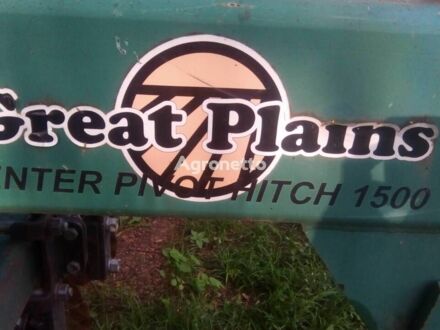 Great Plains
Agronetto
ENTER PIVOT HITCH 1500